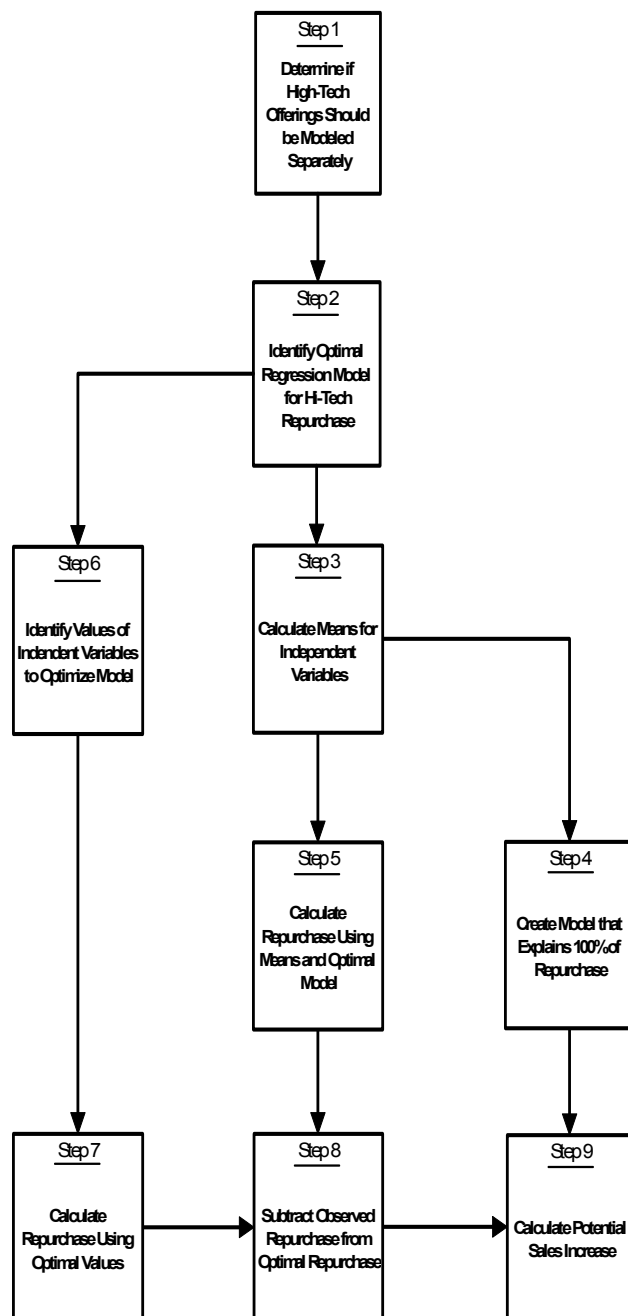 Step 1
Determine if
High-Tech
Offerings Should
be Modeled
Separately
Step 2
Identify Optimal
Regression Model
for Hi-Tech
Repurchase
Step 6
Identify Values of
Indendent Variables
to Optimize Model
Step 3
Calculate Means for
Independent
Variables
Step 5
Calculate
Repurchase Using
Means and Optimal
Model
Step 4
Create Model that
Explains 100% of
Repurchase
Step 7
Calculate
Repurchase Using
Optimal Values
Step 8
Subtract Observed
Repurchase from
Optimal Repurchase
Step 9
Calculate Potential
Sales Increase